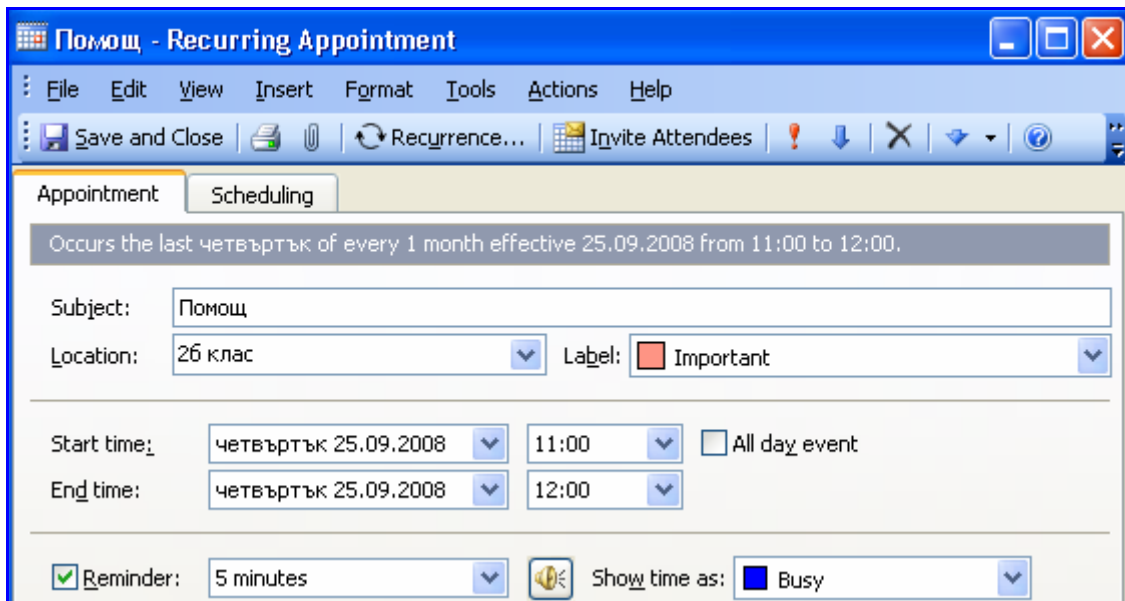 Помощ - Recurring Appointment
File Edit View Insert Format Tools Actions Help
Save and Close Recurrence... Invite Attendees
Appointment Scheduling
Occurs the last четвъртък of every 1 month effective 25.09.2008 from 11:00 to 12:00.
Subject: Помощ
Location: 2б клас Label: Important
Start time: четвъртък 25.09.2008 11:00 All day event
End time: четвъртък 25.09.2008 12:00
Reminder: 5 minutes Show time as: Busy